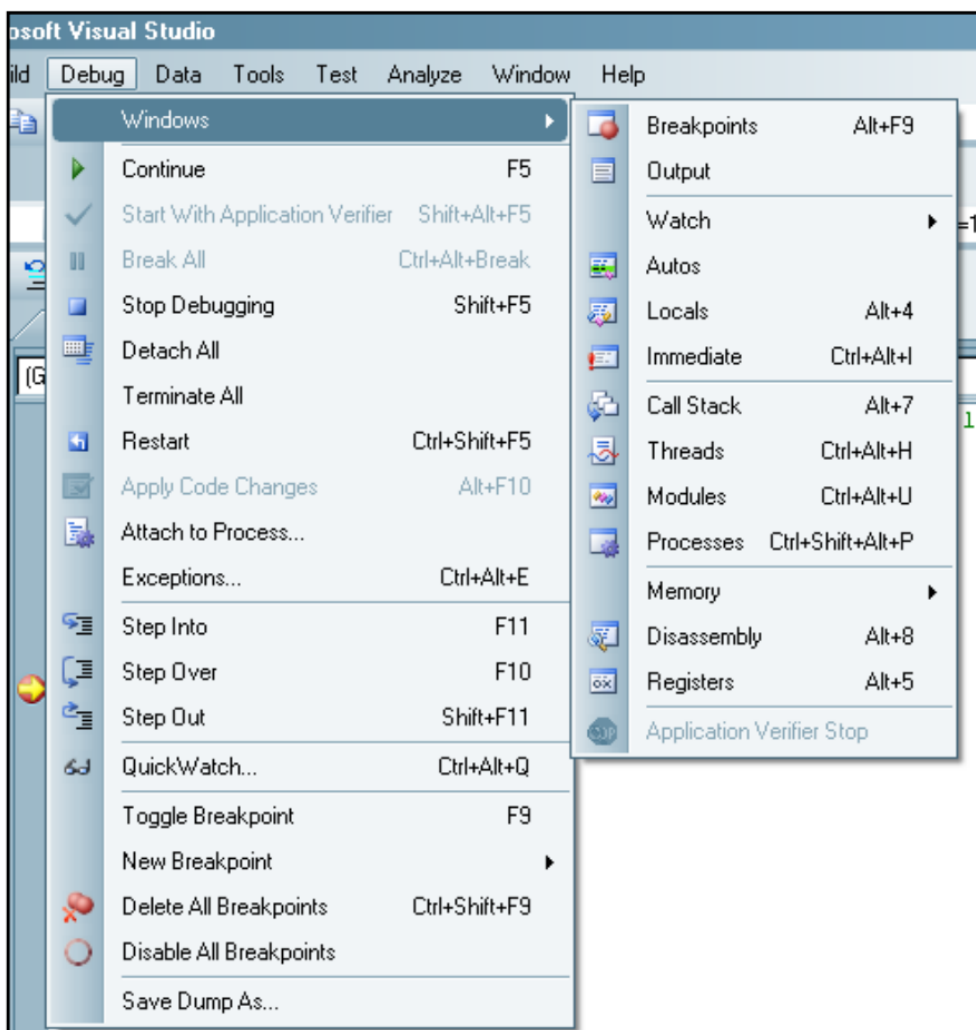 osoft Visual Studio
ild Debug Data Tools Test Analyze Window Help
Windows
Continue F5
Start With Application Verifier Shift+Alt+F5
Break All Ctrl+Alt+Break
Stop Debugging Shift+F5
Detach All
Terminate All
Restart Ctrl+Shift+F5
Apply Code Changes Alt+F10
Attach to Process...
Exceptions... Ctrl+Alt+E
Step Into F11
Step Over F10
Step Out Shift+F11
QuickWatch... Ctrl+Alt+Q
Toggle Breakpoint F9
New Breakpoint
Delete All Breakpoints Ctrl+Shift+F9
Disable All Breakpoints
Save Dump As...
Breakpoints Alt+F9
Output
Watch
Autos
Locals Alt+4
Immediate Ctrl+Alt+I
Call Stack Alt+7
Threads Ctrl+Alt+H
Modules Ctrl+Alt+U
Processes Ctrl+Shift+Alt+P
Memory
Disassembly Alt+8
Registers Alt+5
Application Verifier Stop
(G
=1
1